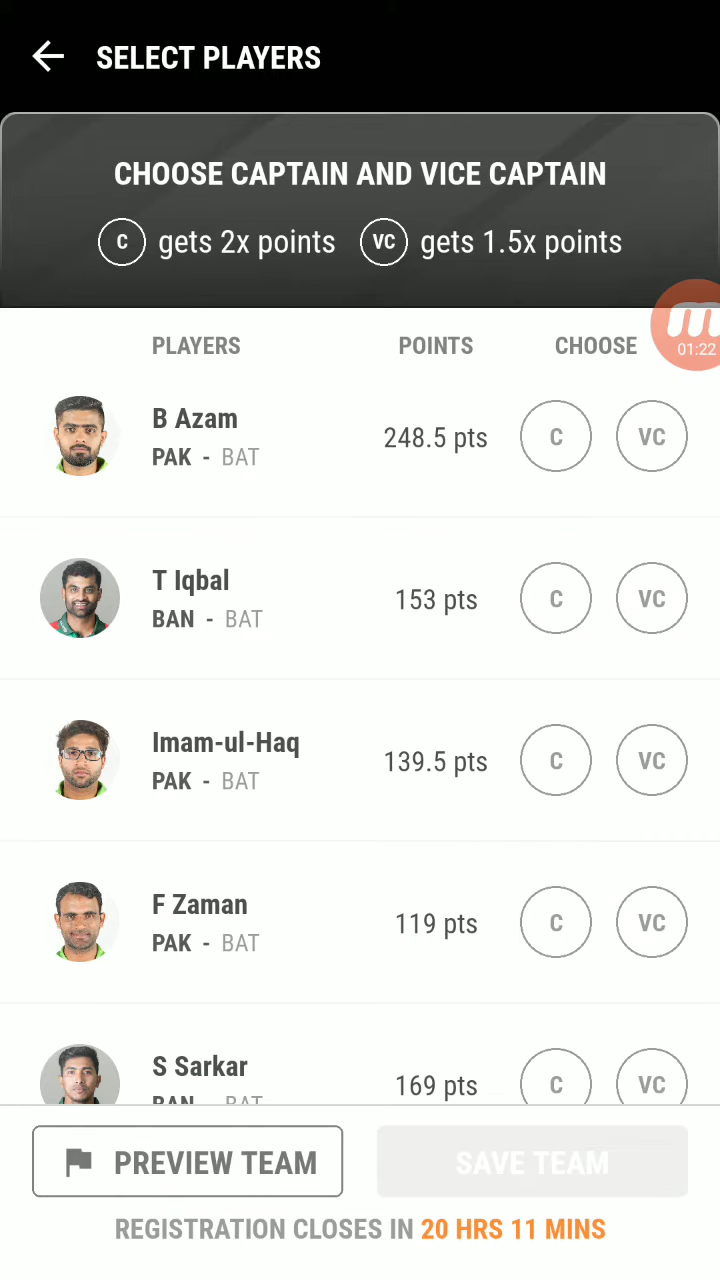 SELECT PLAYERS
CHOOSE CAPTAIN AND VICE CAPTAIN
C gets 2x points VC gets 1.5x points
PLAYERS POINTS CHOOSE
01:22
B Azam
PAK - BAT
248.5 pts C VC
T Iqbal
BAN - BAT
153 pts C VC
Imam-ul-Haq
PAK - BAT
139.5 pts C VC
F Zaman
PAK - BAT
119 pts C VC
S Sarkar
BAN - BAT
169 pts C VC
PREVIEW TEAM SAVE TEAM
REGISTRATION CLOSES IN 20 HRS 11 MINS